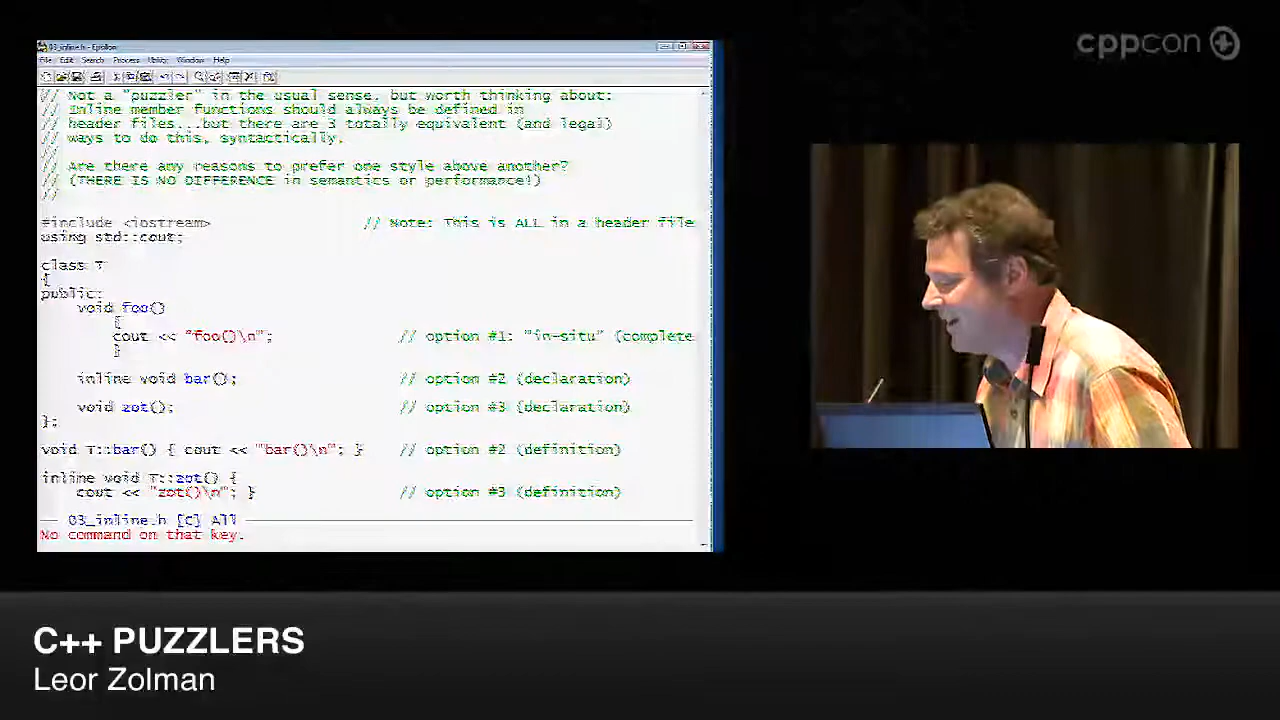 03_inline.h - Epsilon
cppcon
File Edit Search Process Utility Window Help
// Not a "puzzler" in the usual sense, but worth thinking about:
// Inline member functions should always be defined in
// header files...but there are 3 totally equivalent (and legal)
// ways to do this, syntactically.
//
// Are there any reasons to prefer one style above another?
// (THERE IS NO DIFFERENCE in semantics or performance!)
//
#include <iostream> // Note: This is ALL in a header file
using std::cout;
class T
{
public:
void foo()
{
cout << "foo()\n"; // option #1: "in-situ" (complete
}
inline void bar(); // option #2 (declaration)
void zot(); // option #3 (declaration)
};
void T::bar() { cout << "bar()\n"; } // option #2 (definition)
inline void T::zot() {
cout << "zot()\n"; } // option #3 (definition)
03_inline.h [C] All
No command on that key.
C++ PUZZLERS
Leor Zolman